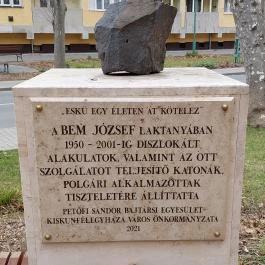 „ESKÜ EGY ÉLETEN ÁT KÖTELEZ”
A BEM JÓZSEF LAKTANYÁBAN
1950 - 2001-IG DISZLOKÁLT
ALAKULATOK, VALAMINT AZ OTT
SZOLGÁLATOT TELJESÍTŐ KATONÁK,
POLGÁRI ALKALMAZOTTAK
TISZTELETÉRE ÁLLÍTTATTA
PETŐFI SÁNDOR BAJTÁRSI EGYESÜLET-
KISKUNFÉLEGYHÁZA VÁROS ÖNKORMÁNYZATA
2021